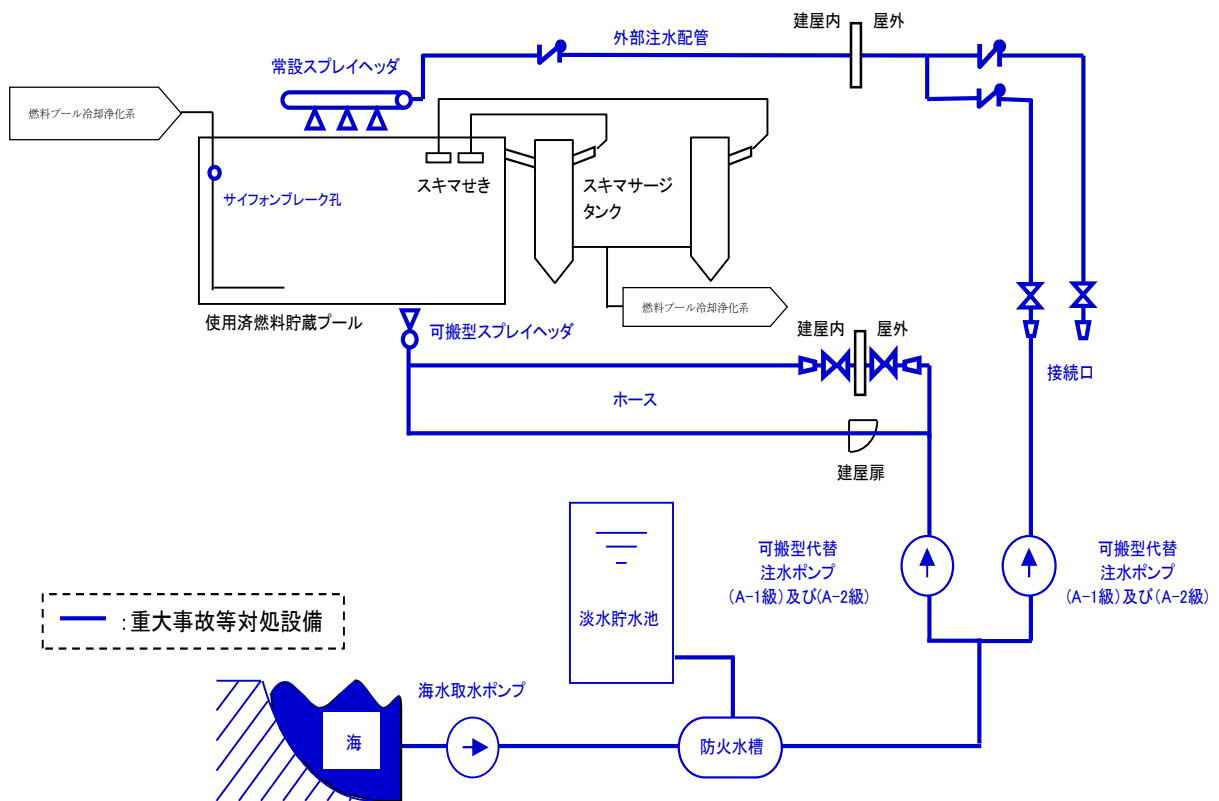 建屋内
屋外
外部注水配管
常設スプレイヘッダ
燃料プール冷却浄化系
スキマせき
スキマサージ
タンク
サイフォンブレーク孔
燃料プール冷却浄化系
使用済燃料貯蔵プール
可搬型スプレイヘッダ
建屋内
屋外
接続口
ホース
建屋扉
可搬型代替
注水ポンプ
(A-1級)及び(A-2級)
可搬型代替
注水ポンプ
(A-1級)及び(A-2級)
淡水貯水池
:重大事故等対処設備
海水取水ポンプ
海
防火水槽